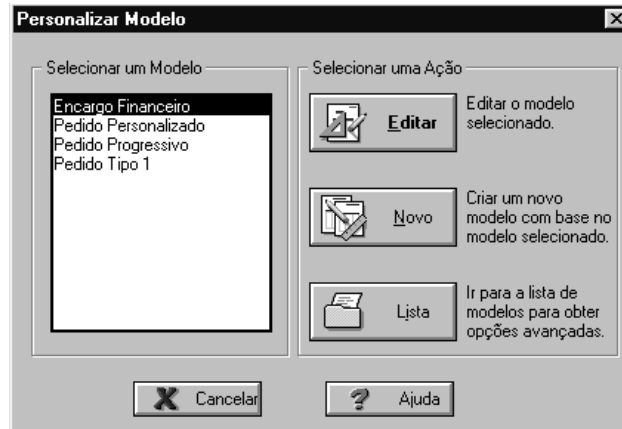 Personalizar Modelo
Selecionar um Modelo
Encargo Financeiro
Pedido Personalizado
Pedido Progressivo
Pedido Tipo 1
Selecionar uma Ação
Editar
Editar o modelo
selecionado.
Novo
Criar um novo
modelo com base no
modelo selecionado.
Lista
Ir para a lista de
modelos para obter
opções avançadas.
Cancelar
Ajuda